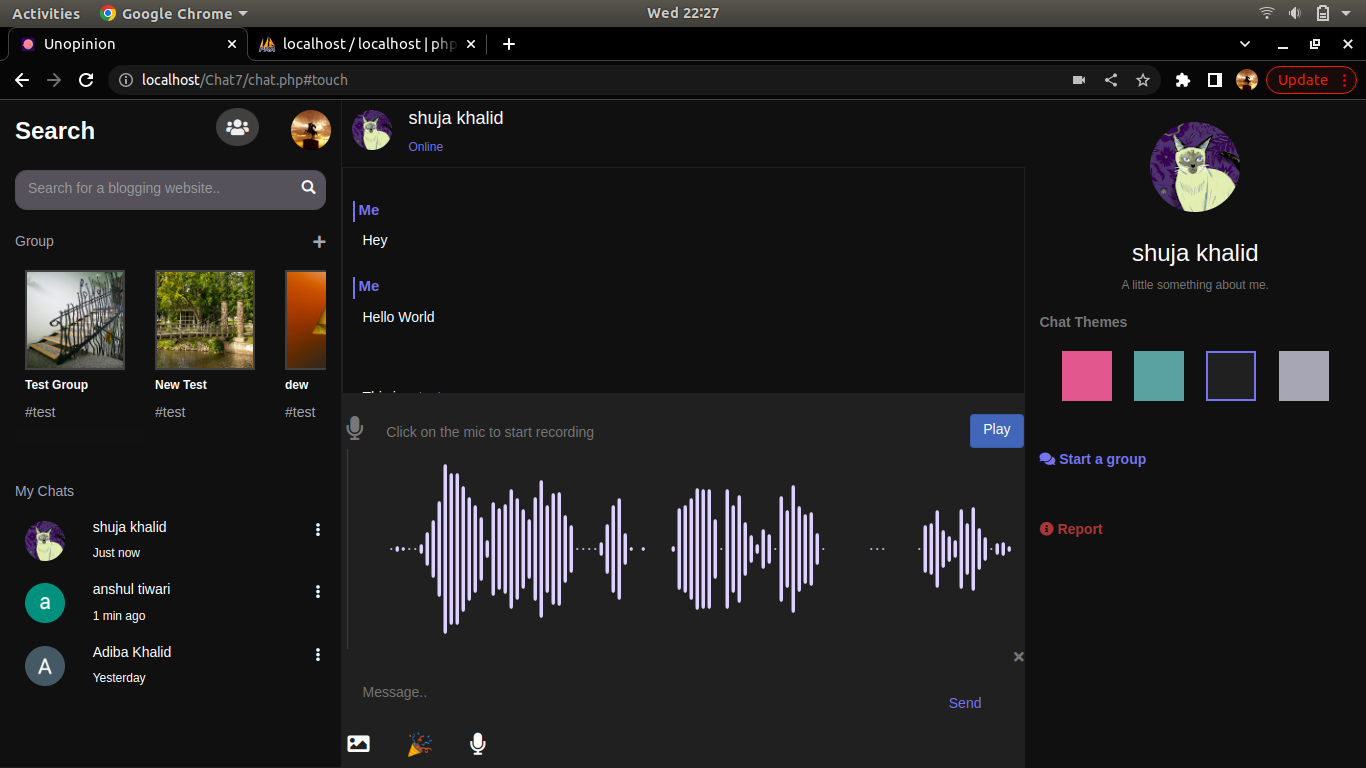 Activities
Google Chrome
Wed 22:27
Unopinion
localhost / localhost | php
localhost/Chat7/chat.php#touch
Update
Search
Search for a blogging website..
Group
Test Group
New Test
dew
#test
#test
#test
My Chats
shuja khalid
Just now
a
anshul tiwari
1 min ago
A
Adiba Khalid
Yesterday
shuja khalid
Online
Me
Hey
Me
Hello World
Click on the mic to start recording
Play
Message..
Send
shuja khalid
A little something about me.
Chat Themes
Start a group
Report